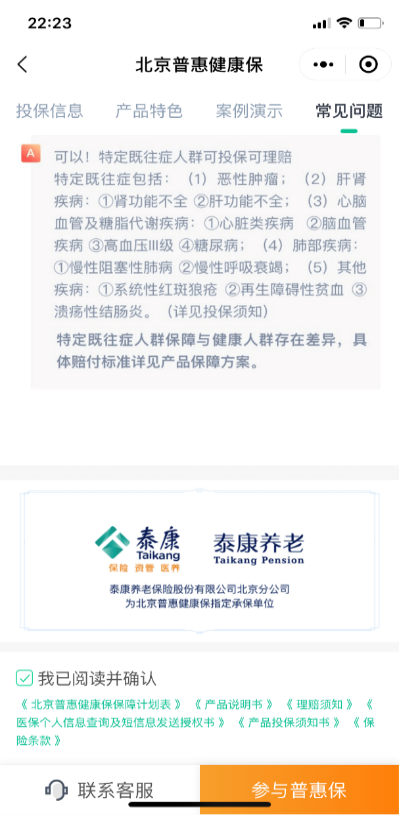 22:23
北京普惠健康保
投保信息 产品特色 案例演示 常见问题
A 可以！特定既往症人群可投保可理赔
特定既往症包括：（1）恶性肿瘤；（2）肝肾
疾病：①肾功能不全 ②肝功能不全；（3）心脑
血管及糖脂代谢疾病：①心脏类疾病 ②脑血管
疾病 ③高血压Ⅲ级 ④糖尿病；（4）肺部疾病：
①慢性阻塞性肺病 ②慢性呼吸衰竭；（5）其他
疾病：①系统性红斑狼疮 ②再生障碍性贫血 ③
溃疡性结肠炎。（详见投保须知）
特定既往症人群保障与健康人群存在差异，具
体赔付标准详见产品保障方案。
泰康 泰康养老
Taikang Taikang Pension
保险 资管 医养
泰康养老保险股份有限公司北京分公司
为北京普惠健康保指定承保单位
我已阅读并确认
《 北京普惠健康保保障计划表 》 《 产品说明书 》 《 理赔须知 》 《
医保个人信息查询及短信息发送授权书 》 《 产品投保须知书 》 《 保
险条款 》
联系客服 参与普惠保